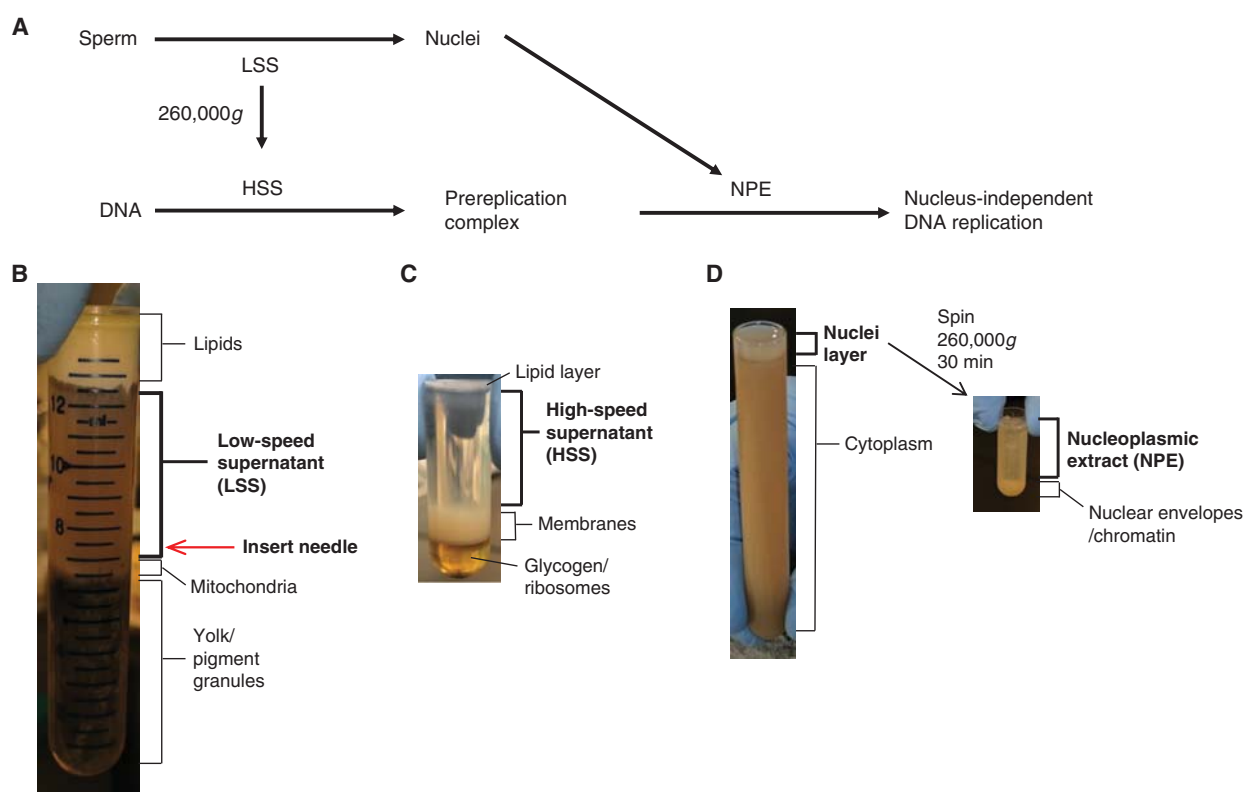 A
Sperm
Nuclei
LSS
260,000g
HSS
NPE
DNA
Prereplication
complex
Nucleus-independent
DNA replication
B
Lipids
12
ml
10
8
Low-speed
supernatant
(LSS)
Insert needle
Mitochondria
Yolk/
pigment
granules
C
Lipid layer
High-speed
supernatant
(HSS)
Membranes
Glycogen/
ribosomes
D
Nuclei
layer
Cytoplasm
Spin
260,000g
30 min
Nucleoplasmic
extract (NPE)
Nuclear envelopes
/chromatin